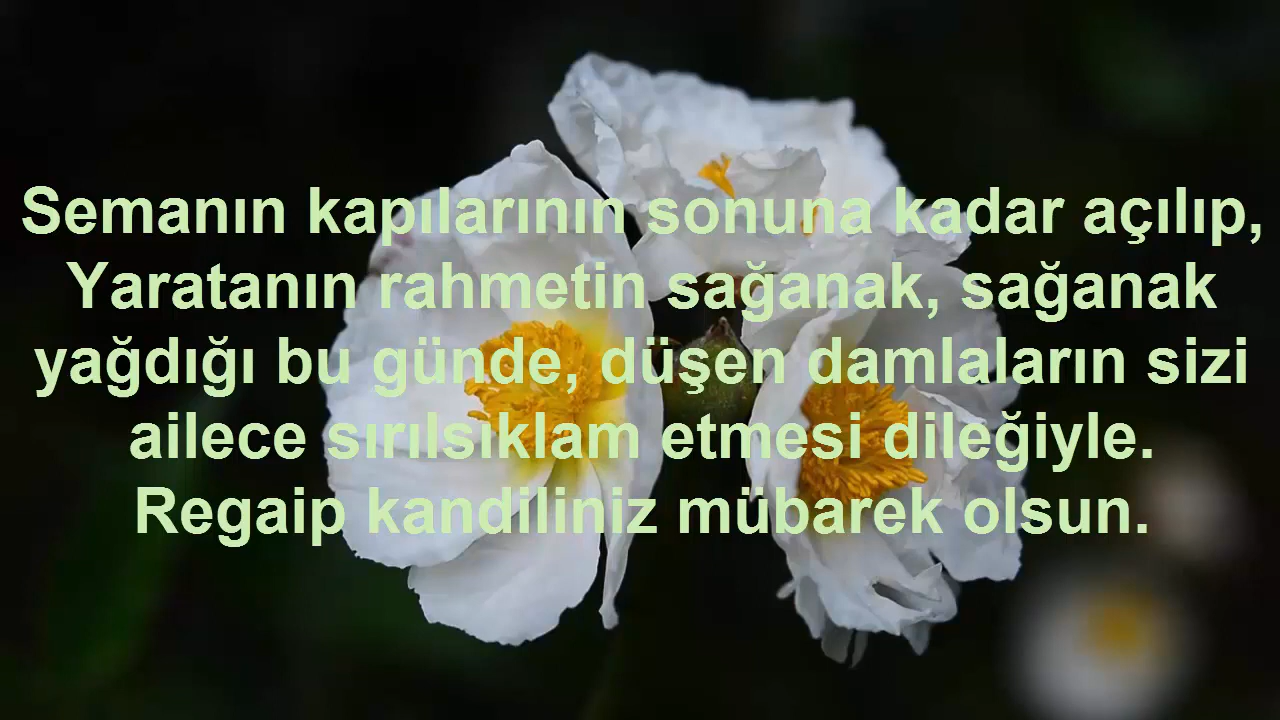 Semanın kapılarının sonuna kadar açılıp,
Yaratanın rahmetin sağanak, sağanak
yağdığı bu günde, düşen damlaların sizi
ailece sırılsıklam etmesi dileğiyle.
Regaip kandiliniz mübarek olsun.